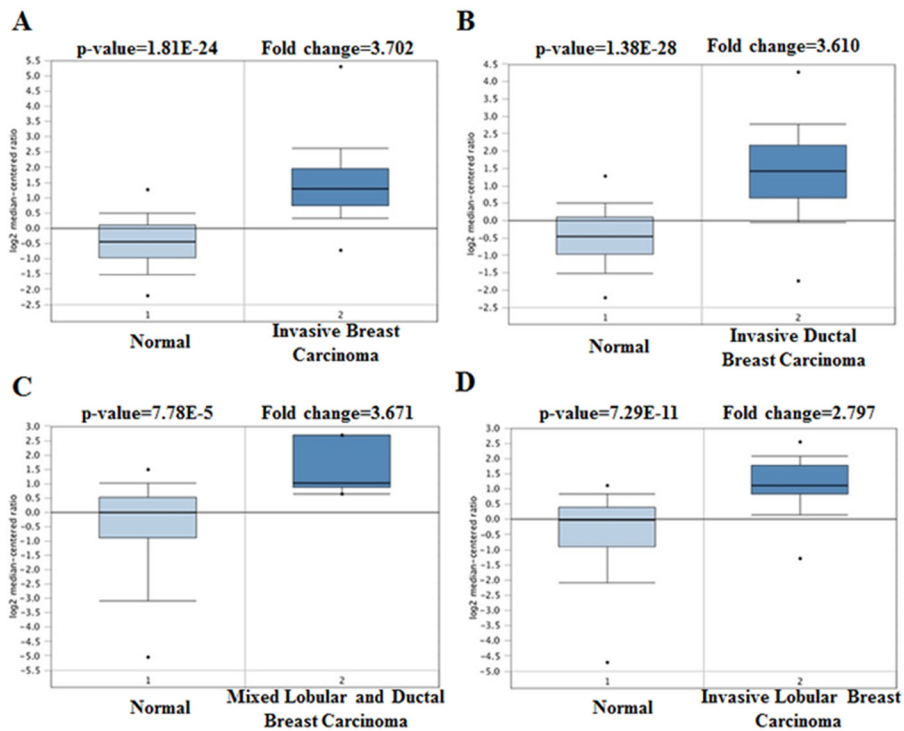 A
p-value=1.81E-24 Fold change=3.702
log2 median-centered ratio
5.5
5.0
4.5
4.0
3.5
3.0
2.5
2.0
1.5
1.0
0.5
0.0
-0.5
-1.0
-1.5
-2.0
-2.5
1 2
Normal
Invasive Breast
Carcinoma
B
p-value=1.38E-28 Fold change=3.610
log2 median-centered ratio
4.5
4.0
3.5
3.0
2.5
2.0
1.5
1.0
0.5
0.0
-0.5
-1.0
-1.5
-2.0
-2.5
1 2
Normal
Invasive Ductal
Breast Carcinoma
C
p-value=7.78E-5 Fold change=3.671
log2 median-centered ratio
3.0
2.5
2.0
1.5
1.0
0.5
0.0
-0.5
-1.0
-1.5
-2.0
-2.5
-3.0
-3.5
-4.0
-4.5
-5.0
-5.5
1 2
Normal
Mixed Lobular and Ductal
Breast Carcinoma
D
p-value=7.29E-11 Fold change=2.797
log2 median-centered ratio
3.0
2.5
2.0
1.5
1.0
0.5
0.0
-0.5
-1.0
-1.5
-2.0
-2.5
-3.0
-3.5
-4.0
-4.5
-5.0
1 2
Normal
Invasive Lobular Breast
Carcinoma